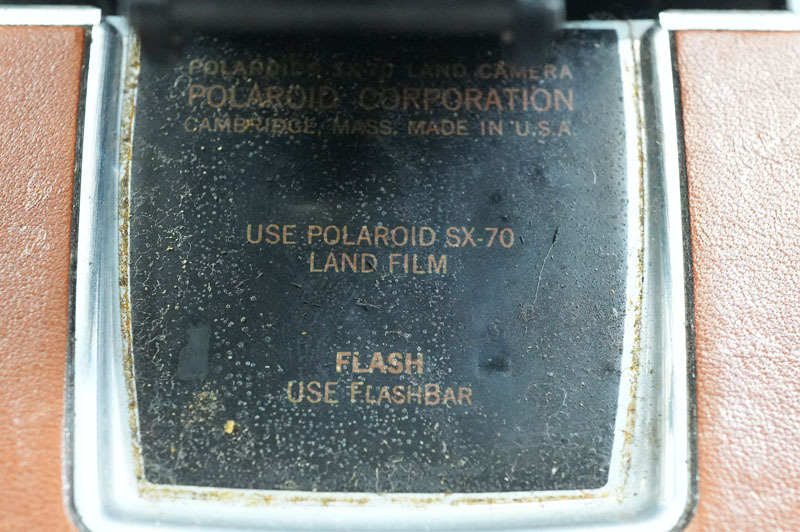 POLAROID® SX-70 LAND CAMERA
POLAROID CORPORATION
CAMBRIDGE, MASS. MADE IN U.S.A.
USE POLAROID SX-70
LAND FILM
FLASH
USE FLASHBAR